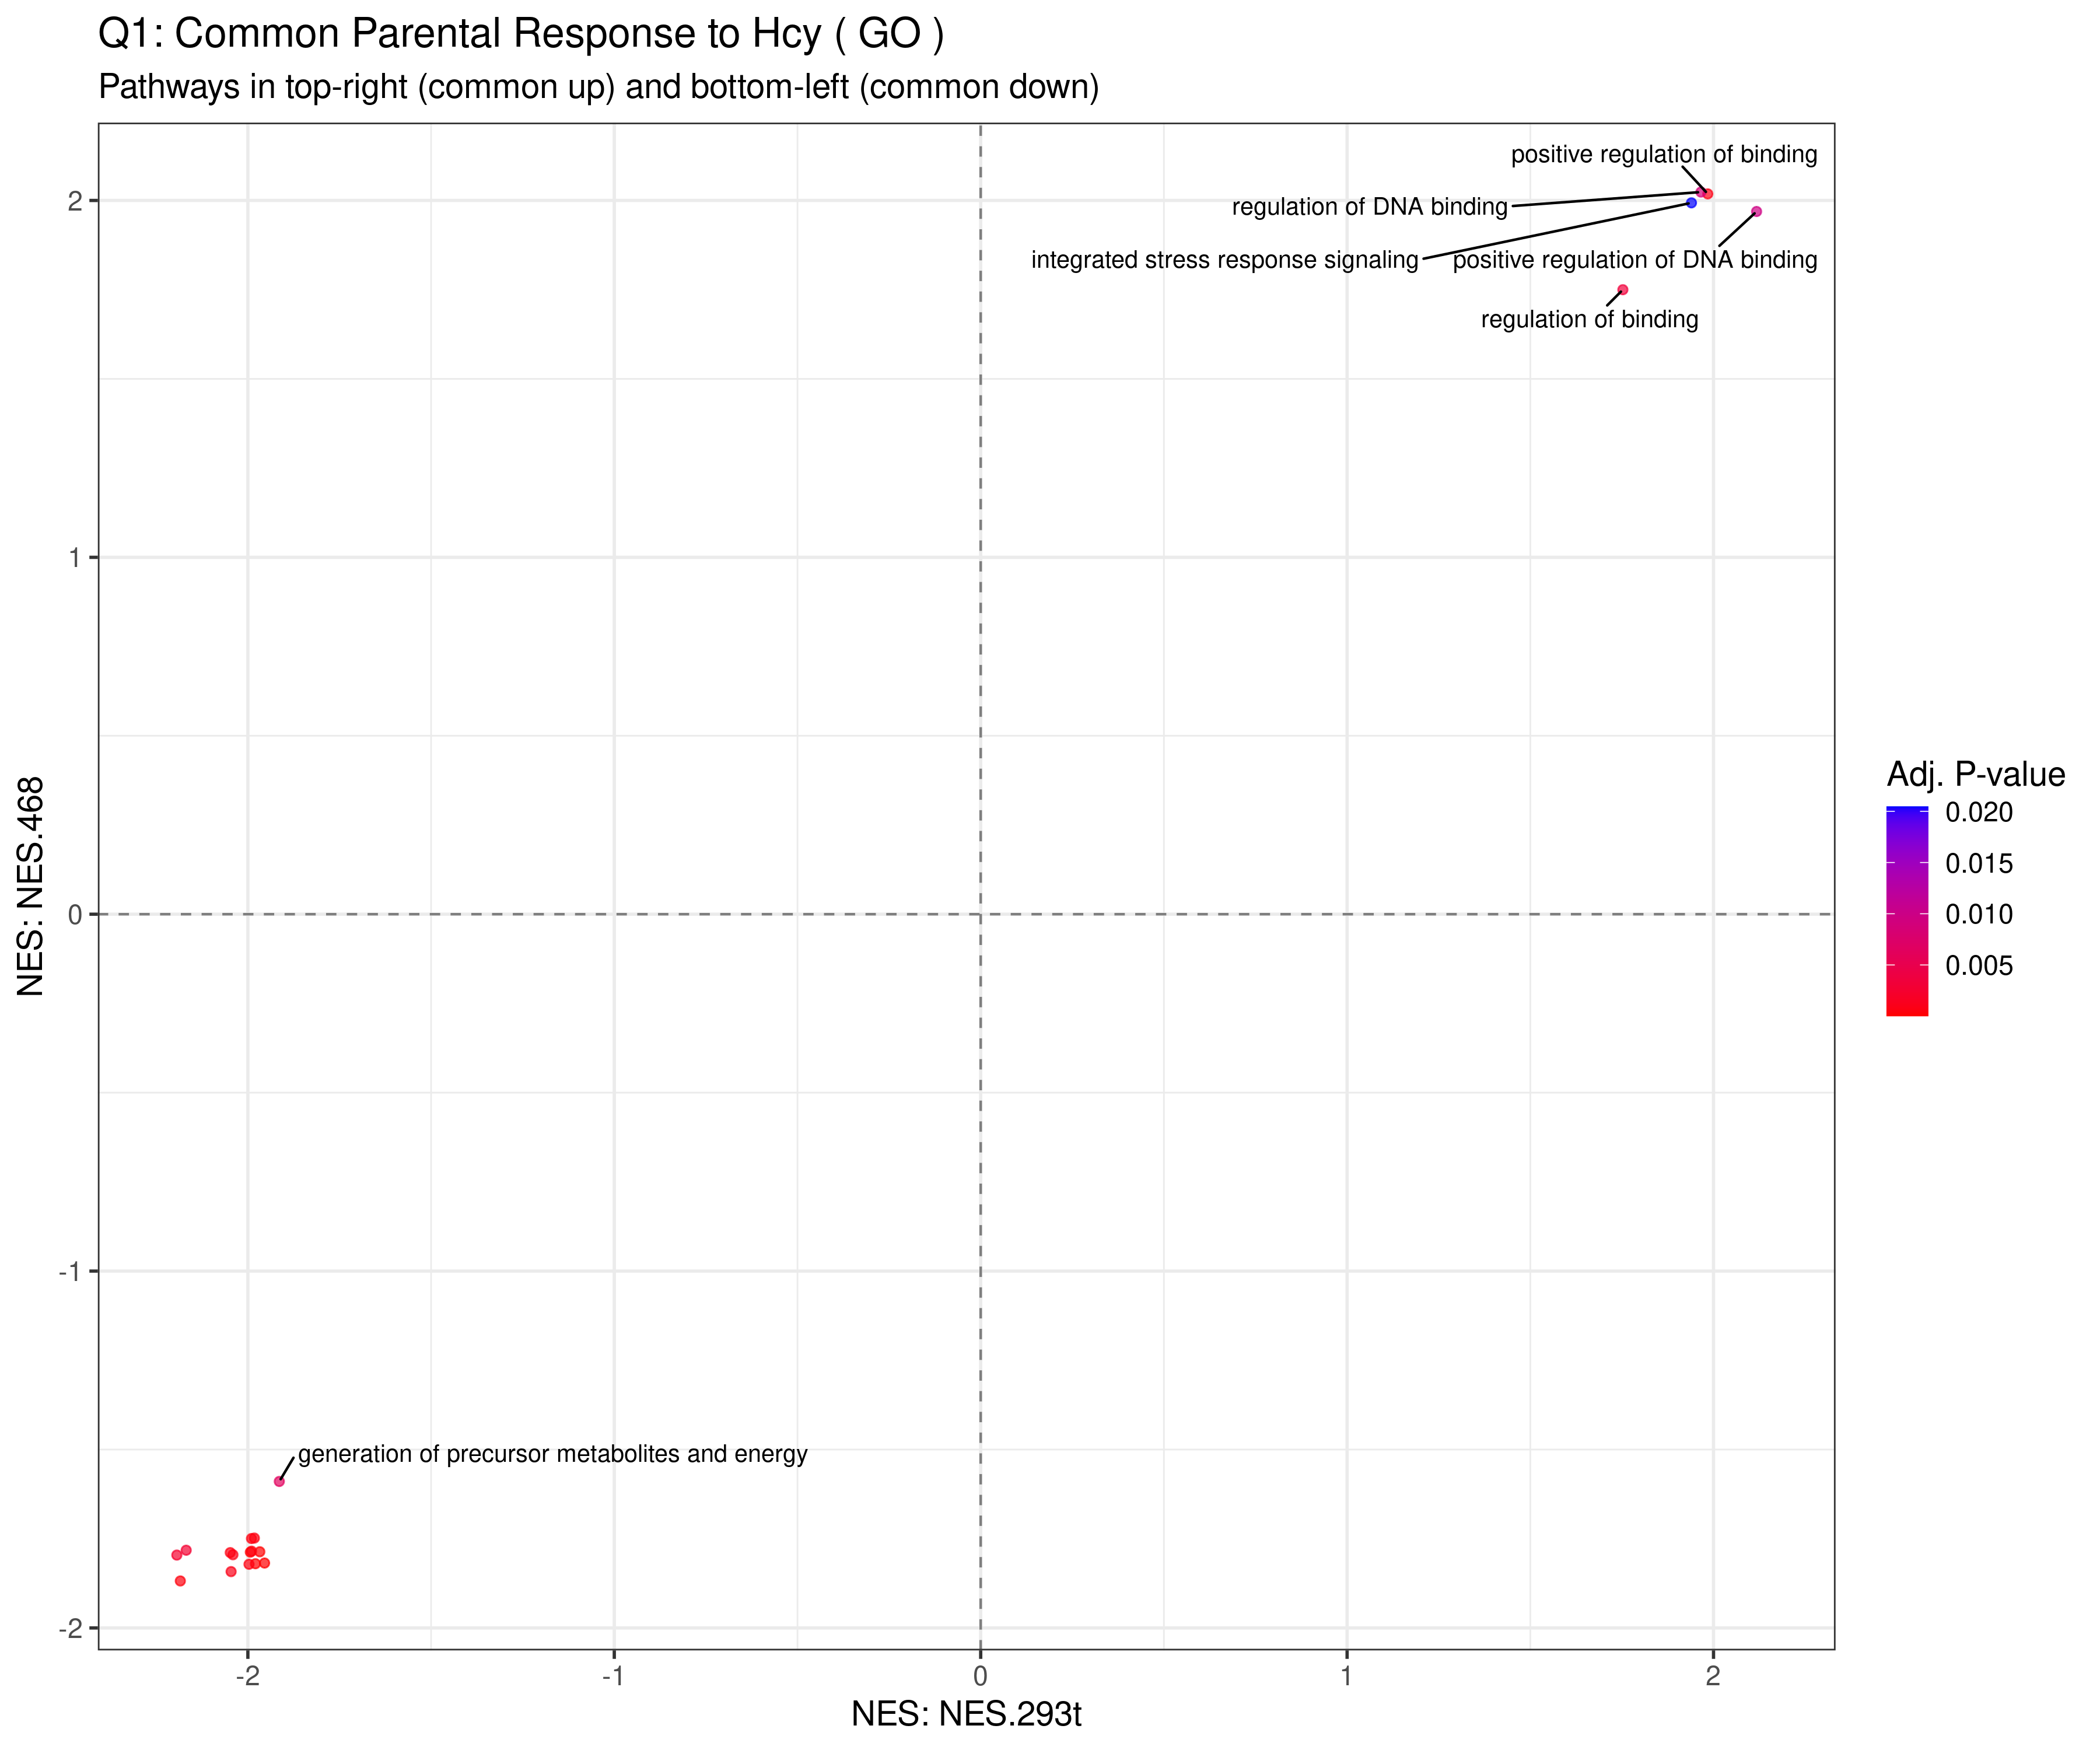 Q1: Common Parental Response to Hcy ( GO )
Pathways in top-right (common up) and bottom-left (common down)
positive regulation of binding
regulation of DNA binding
integrated stress response signaling
positive regulation of DNA binding
regulation of binding
generation of precursor metabolites and energy
2
1
0
-1
-2
NES: NES.468
-2
-1
0
1
2
NES: NES.293t
Adj. P-value
0.020
0.015
0.010
0.005